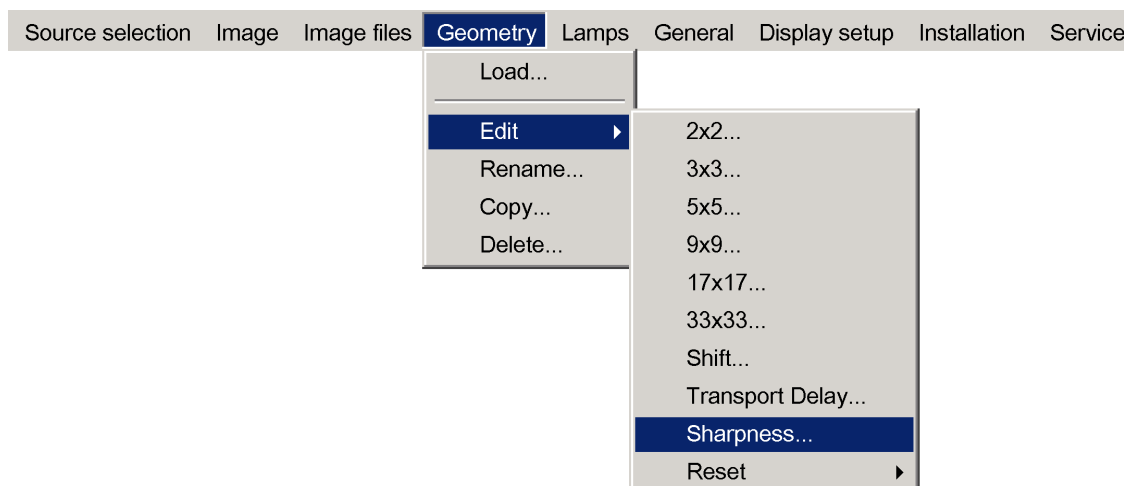 Source selection Image Image files Geometry Lamps General Display setup Installation Service
Load...
Edit
Rename...
Copy...
Delete...
2x2...
3x3...
5x5...
9x9...
17x17...
33x33...
Shift...
Transport Delay...
Sharpness...
Reset